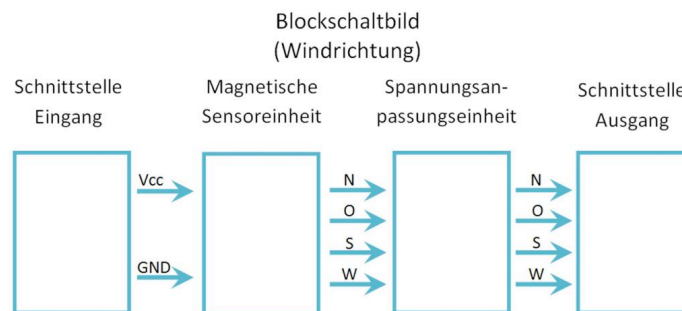 Blockschaltbild
(Windrichtung)
Schnittstelle
Eingang
Magnetische
Sensoreinheit
Spannungsan-
passungseinheit
Schnittstelle
Ausgang
Vcc
GND
N
O
S
W
N
O
S
W